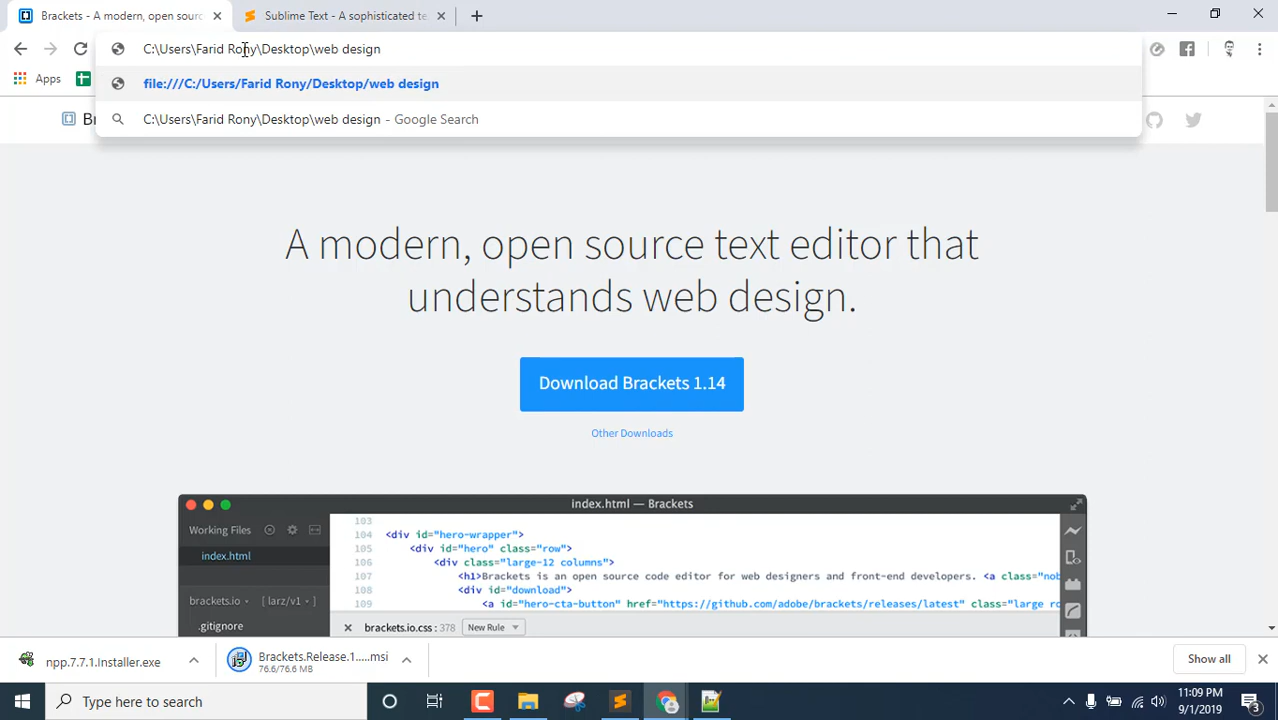 Brackets - A modern, open sourc
Sublime Text - A sophisticated te
C:\Users\Farid Rony\Desktop\web design
file:///C:/Users/Farid Rony/Desktop/web design
C:\Users\Farid Rony\Desktop\web design - Google Search
Apps
Br
A modern, open source text editor that
understands web design.
Download Brackets 1.14
Other Downloads
index.html — Brackets
Working Files
index.html
brackets.io [ larz/v1 ]
.gitignore
103
104 <div id="hero-wrapper">
105 <div id="hero" class="row">
106 <div class="large-12 columns">
107 <h1>Brackets is an open source code editor for web designers and front-end developers. <a class="nob
108 <div id="download">
109 <a id="hero-cta-button" href="https://github.com/adobe/brackets/releases/latest" class="large ro
brackets.io.css : 378 New Rule
npp.7.7.1.Installer.exe
Brackets.Release.1.....msi
76.6/76.6 MB
Show all
Type here to search
11:09 PM
9/1/2019
3